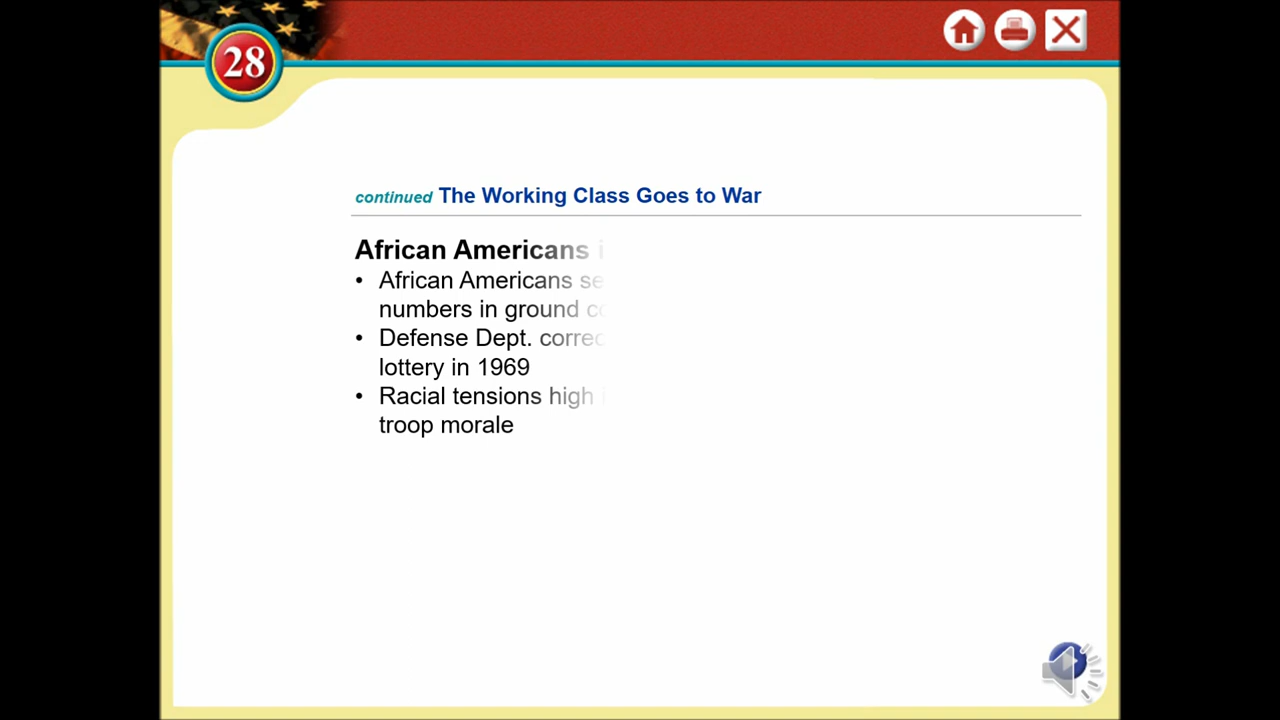 28
continued The Working Class Goes to War
African Americans
• African Americans
numbers in ground
• Defense Dept.
lottery in 1969
• Racial tensions high
troop morale